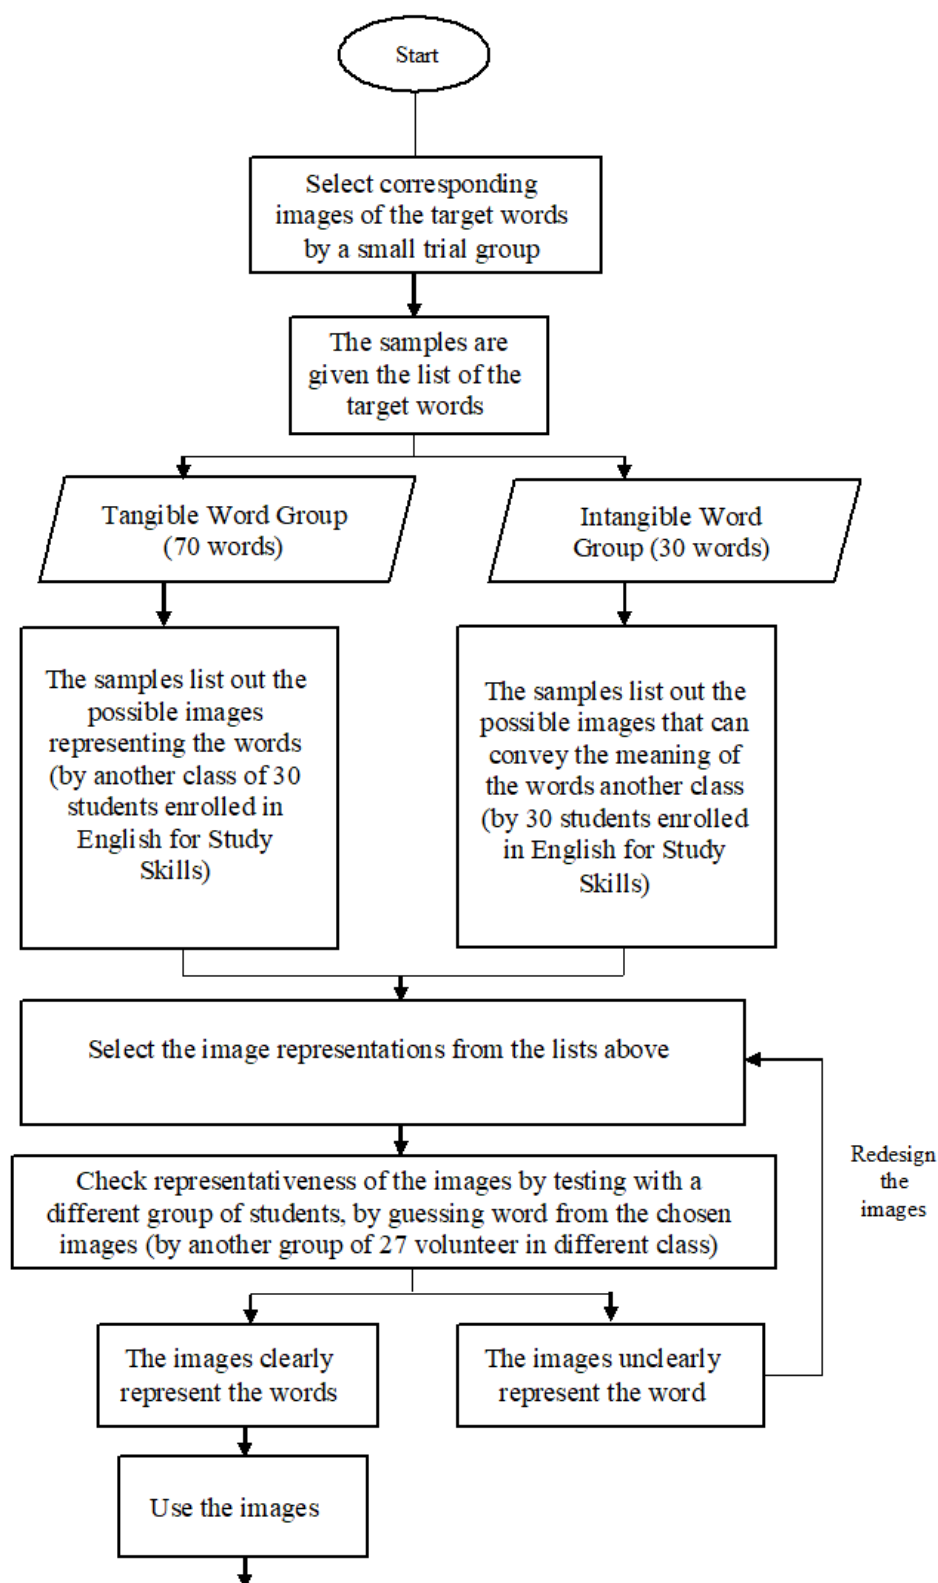 Start
Select corresponding
images of the target words
by a small trial group
The samples are
given the list of the
target words
Tangible Word Group
(70 words)
Intangible Word
Group (30 words)
The samples list out the
possible images
representing the words
(by another class of 30
students enrolled in
English for Study
Skills)
The samples list out the
possible images that can
convey the meaning of
the words another class
(by 30 students enrolled
in English for Study
Skills)
Select the image representations from the lists above
Redesign
the
images
Check representativeness of the images by testing with a
different group of students, by guessing word from the chosen
images (by another group of 27 volunteer in different class)
The images clearly
represent the words
The images unclearly
represent the word
Use the images